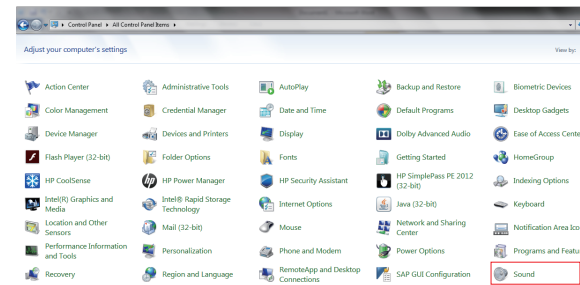 Control Panel ▸ All Control Panel Items ▸
Adjust your computer's settings
View by:
Action Center
Administrative Tools
AutoPlay
Backup and Restore
Biometric Devices
Color Management
Credential Manager
Date and Time
Default Programs
Desktop Gadgets
Device Manager
Devices and Printers
Display
Dolby Advanced Audio
Ease of Access Cente
Flash Player (32-bit)
Folder Options
Fonts
Getting Started
HomeGroup
HP CoolSense
HP Power Manager
HP Security Assistant
HP SimplePass PE 2012
(32-bit)
Indexing Options
Intel(R) Graphics and
Media
Intel® Rapid Storage
Technology
Internet Options
Java (32-bit)
Keyboard
Location and Other
Sensors
Mail (32-bit)
Mouse
Network and Sharing
Center
Notification Area Ico
Performance Information
and Tools
Personalization
Phone and Modem
Power Options
Programs and Featu
Recovery
Region and Language
RemoteApp and Desktop
Connections
SAP GUI Configuration
Sound